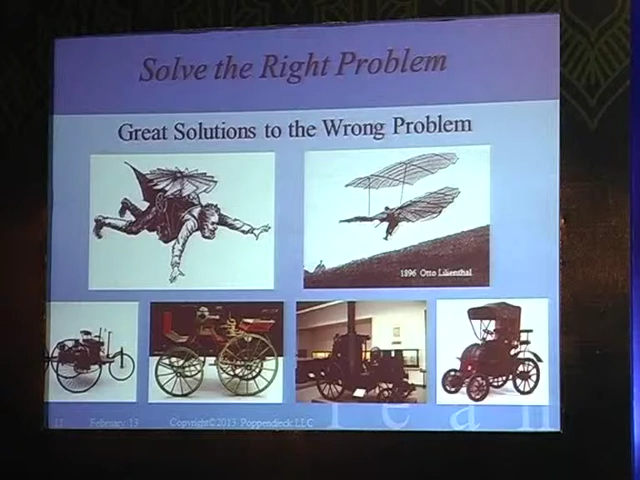 Solve the Right Problem
Great Solutions to the Wrong Problem
1896 Otto Lilienthal
11 February 13 Copyright©2013 Poppendieck LLC
l e a n